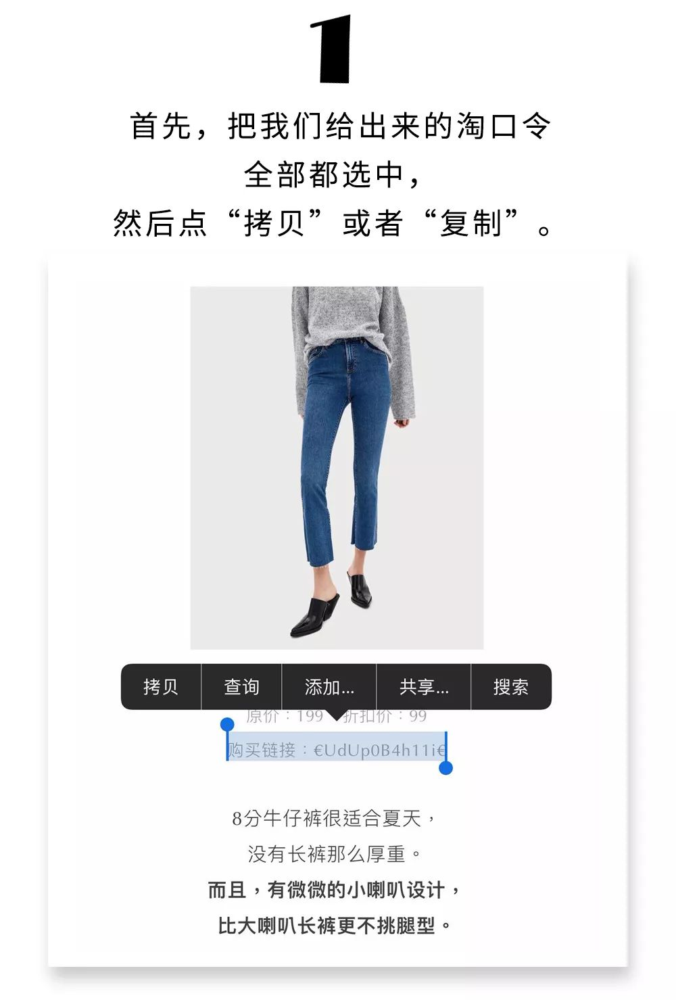 1
首先，把我们给出来的淘口令
全部都选中，
然后点“拷贝”或者“复制”。
拷贝 查询 添加... 共享... 搜索
原价：199 折扣价：99
购买链接：€UdUp0B4h11i€
8分牛仔裤很适合夏天，
没有长裤那么厚重。
而且，有微微的小喇叭设计，
比大喇叭长裤更不挑腿型。